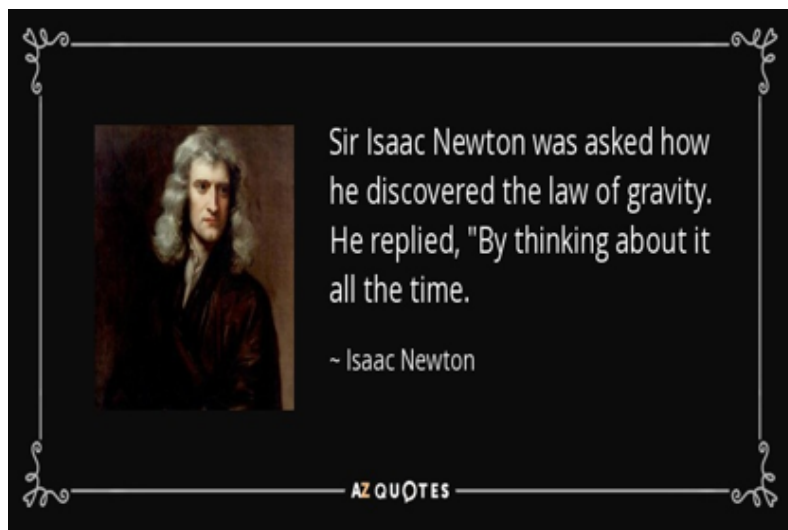 Sir Isaac Newton was asked how
he discovered the law of gravity.
He replied, "By thinking about it
all the time.
~ Isaac Newton
AZ QUOTES